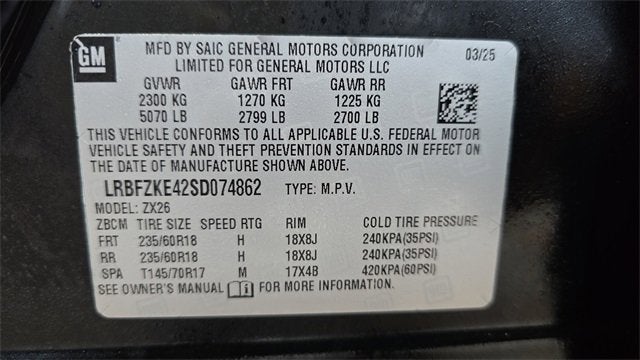 GM
MFD BY SAIC GENERAL MOTORS CORPORATION 03/25
LIMITED FOR GENERAL MOTORS LLC
GVWR GAWR FRT GAWR RR
2300 KG 1270 KG 1225 KG
5070 LB 2799 LB 2700 LB
THIS VEHICLE CONFORMS TO ALL APPLICABLE U.S. FEDERAL MOTOR
VEHICLE SAFETY AND THEFT PREVENTION STANDARDS IN EFFECT ON
THE DATE OF MANUFACTURE SHOWN ABOVE.
LRBFZKE42SD074862 TYPE: M.P.V.
MODEL: ZX26
ZBCM TIRE SIZE SPEED RTG RIM COLD TIRE PRESSURE
FRT 235/60R18 H 18X8J 240KPA(35PSI)
RR 235/60R18 H 18X8J 240KPA(35PSI)
SPA T145/70R17 M 17X4B 420KPA(60PSI)
SEE OWNER'S MANUAL i FOR MORE INFORMATION.